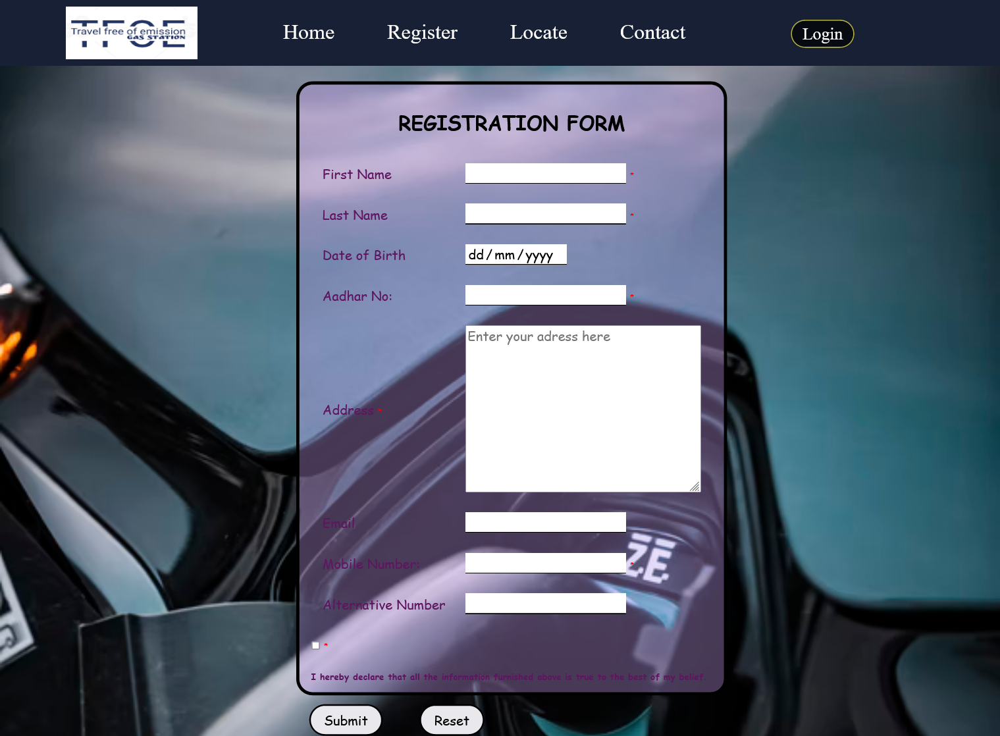 TFOE
Travel free of emission
GAS STATION
Home Register Locate Contact Login
REGISTRATION FORM
First Name *
Last Name *
Date of Birth dd/mm/yyyy
Aadhar No: *
Enter your adress here
Address *
Email
ZE
Mobile Number: *
Alternative Number
*
I hereby declare that all the information furnished above is true to the best of my belief.
Submit Reset